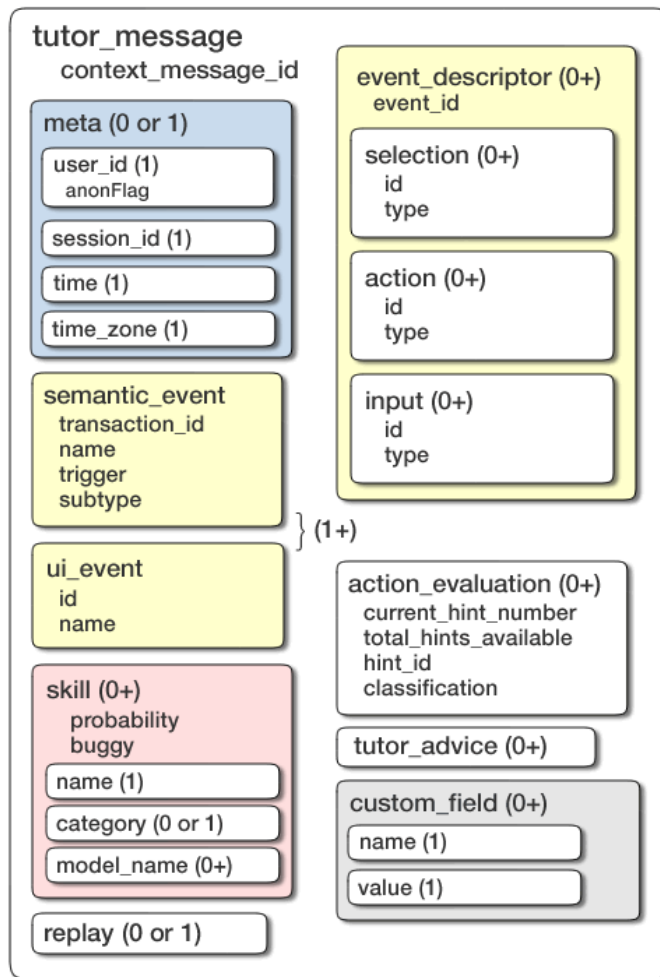 tutor_message
context_message_id
meta (0 or 1)
user_id (1)
anonFlag
session_id (1)
time (1)
time_zone (1)
semantic_event
transaction_id
name
trigger
subtype
} (1+)
ui_event
id
name
skill (0+)
probability
buggy
name (1)
category (0 or 1)
model_name (0+)
replay (0 or 1)
event_descriptor (0+)
event_id
selection (0+)
id
type
action (0+)
id
type
input (0+)
id
type
action_evaluation (0+)
current_hint_number
total_hints_available
hint_id
classification
tutor_advice (0+)
custom_field (0+)
name (1)
value (1)